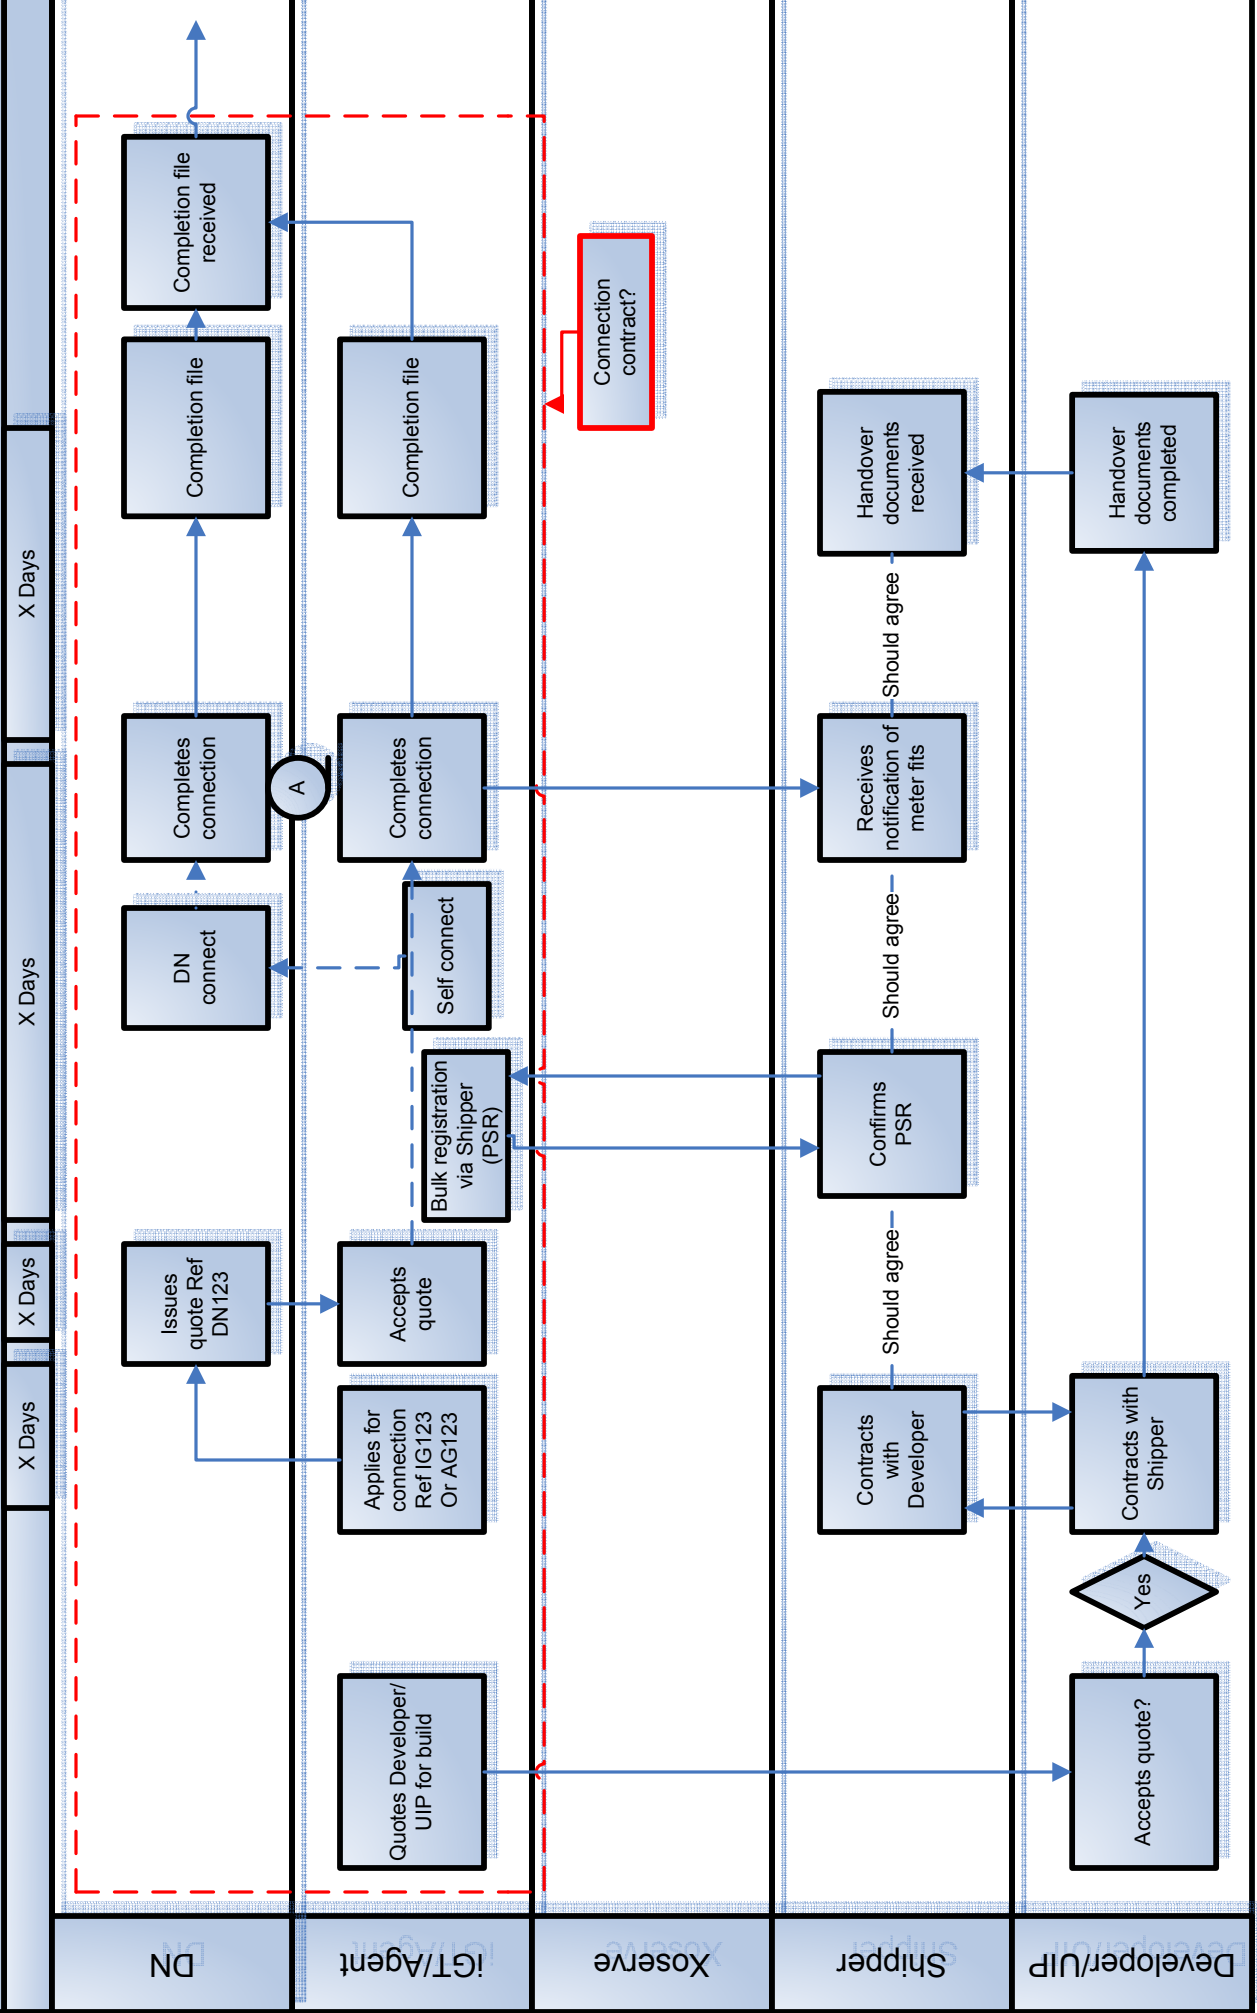 X Days
X Days
X Days
X Days
DN
Issues
quote Ref
DN123
DN
connect
Completes
connection
Completion file
Completion file
received
iGT/Agent
Quotes Developer/
UIP for build
Applies for
connection
Ref IG123
Or AG123
Accepts
quote
Bulk registration
via Shipper
(PSR)
Self connect
A
Completes
connection
Completion file
Xoserve
Connection
contract?
Shipper
Contracts
with
Developer
Should agree
Confirms
PSR
Should agree
Receives
notification of
meter fits
Should agree
Handover
documents
received
Developer/UIP
Accepts quote?
Yes
Contracts with
Shipper
Handover
documents
completed